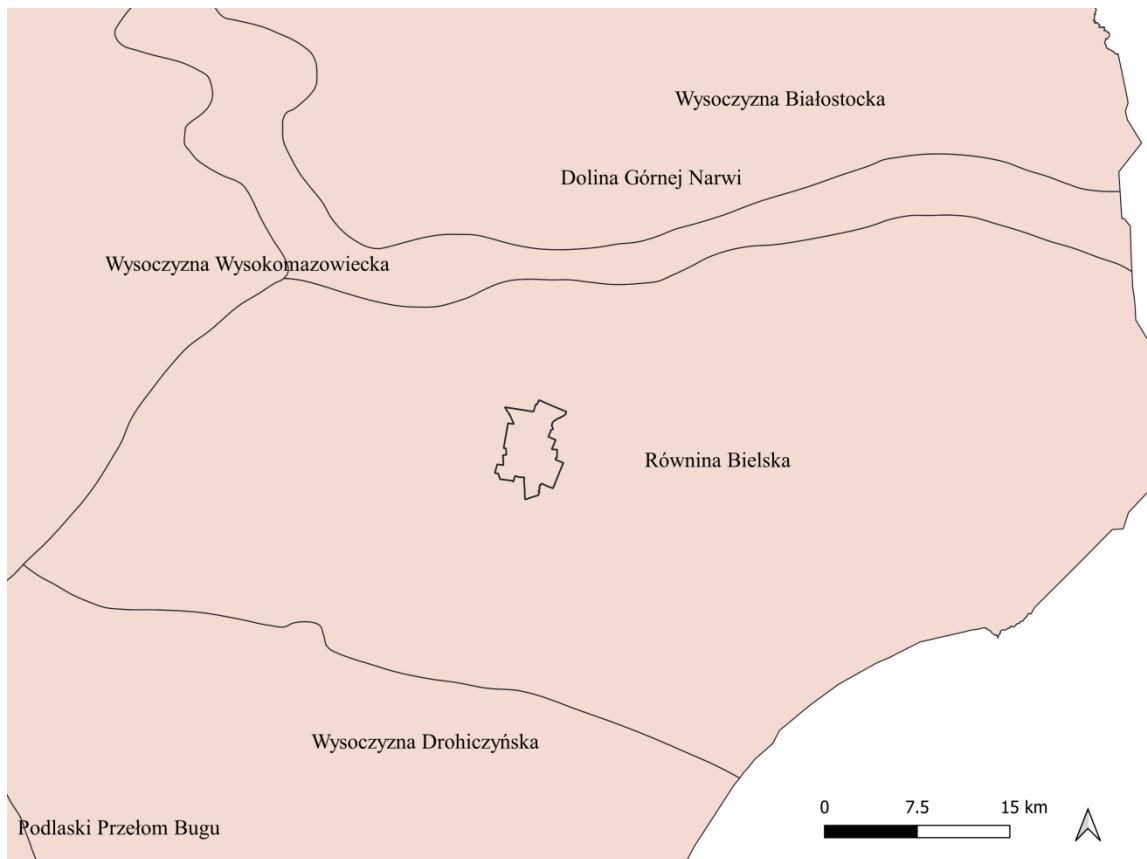 Wysoczyzna Białostocka
Dolina Górnej Narwi
Wysoczyzna Wysokomazowiecka
Równina Bielska
Wysoczyzna Drohiczyńska
Podlaski Przełom Bugu
0 7.5 15 km